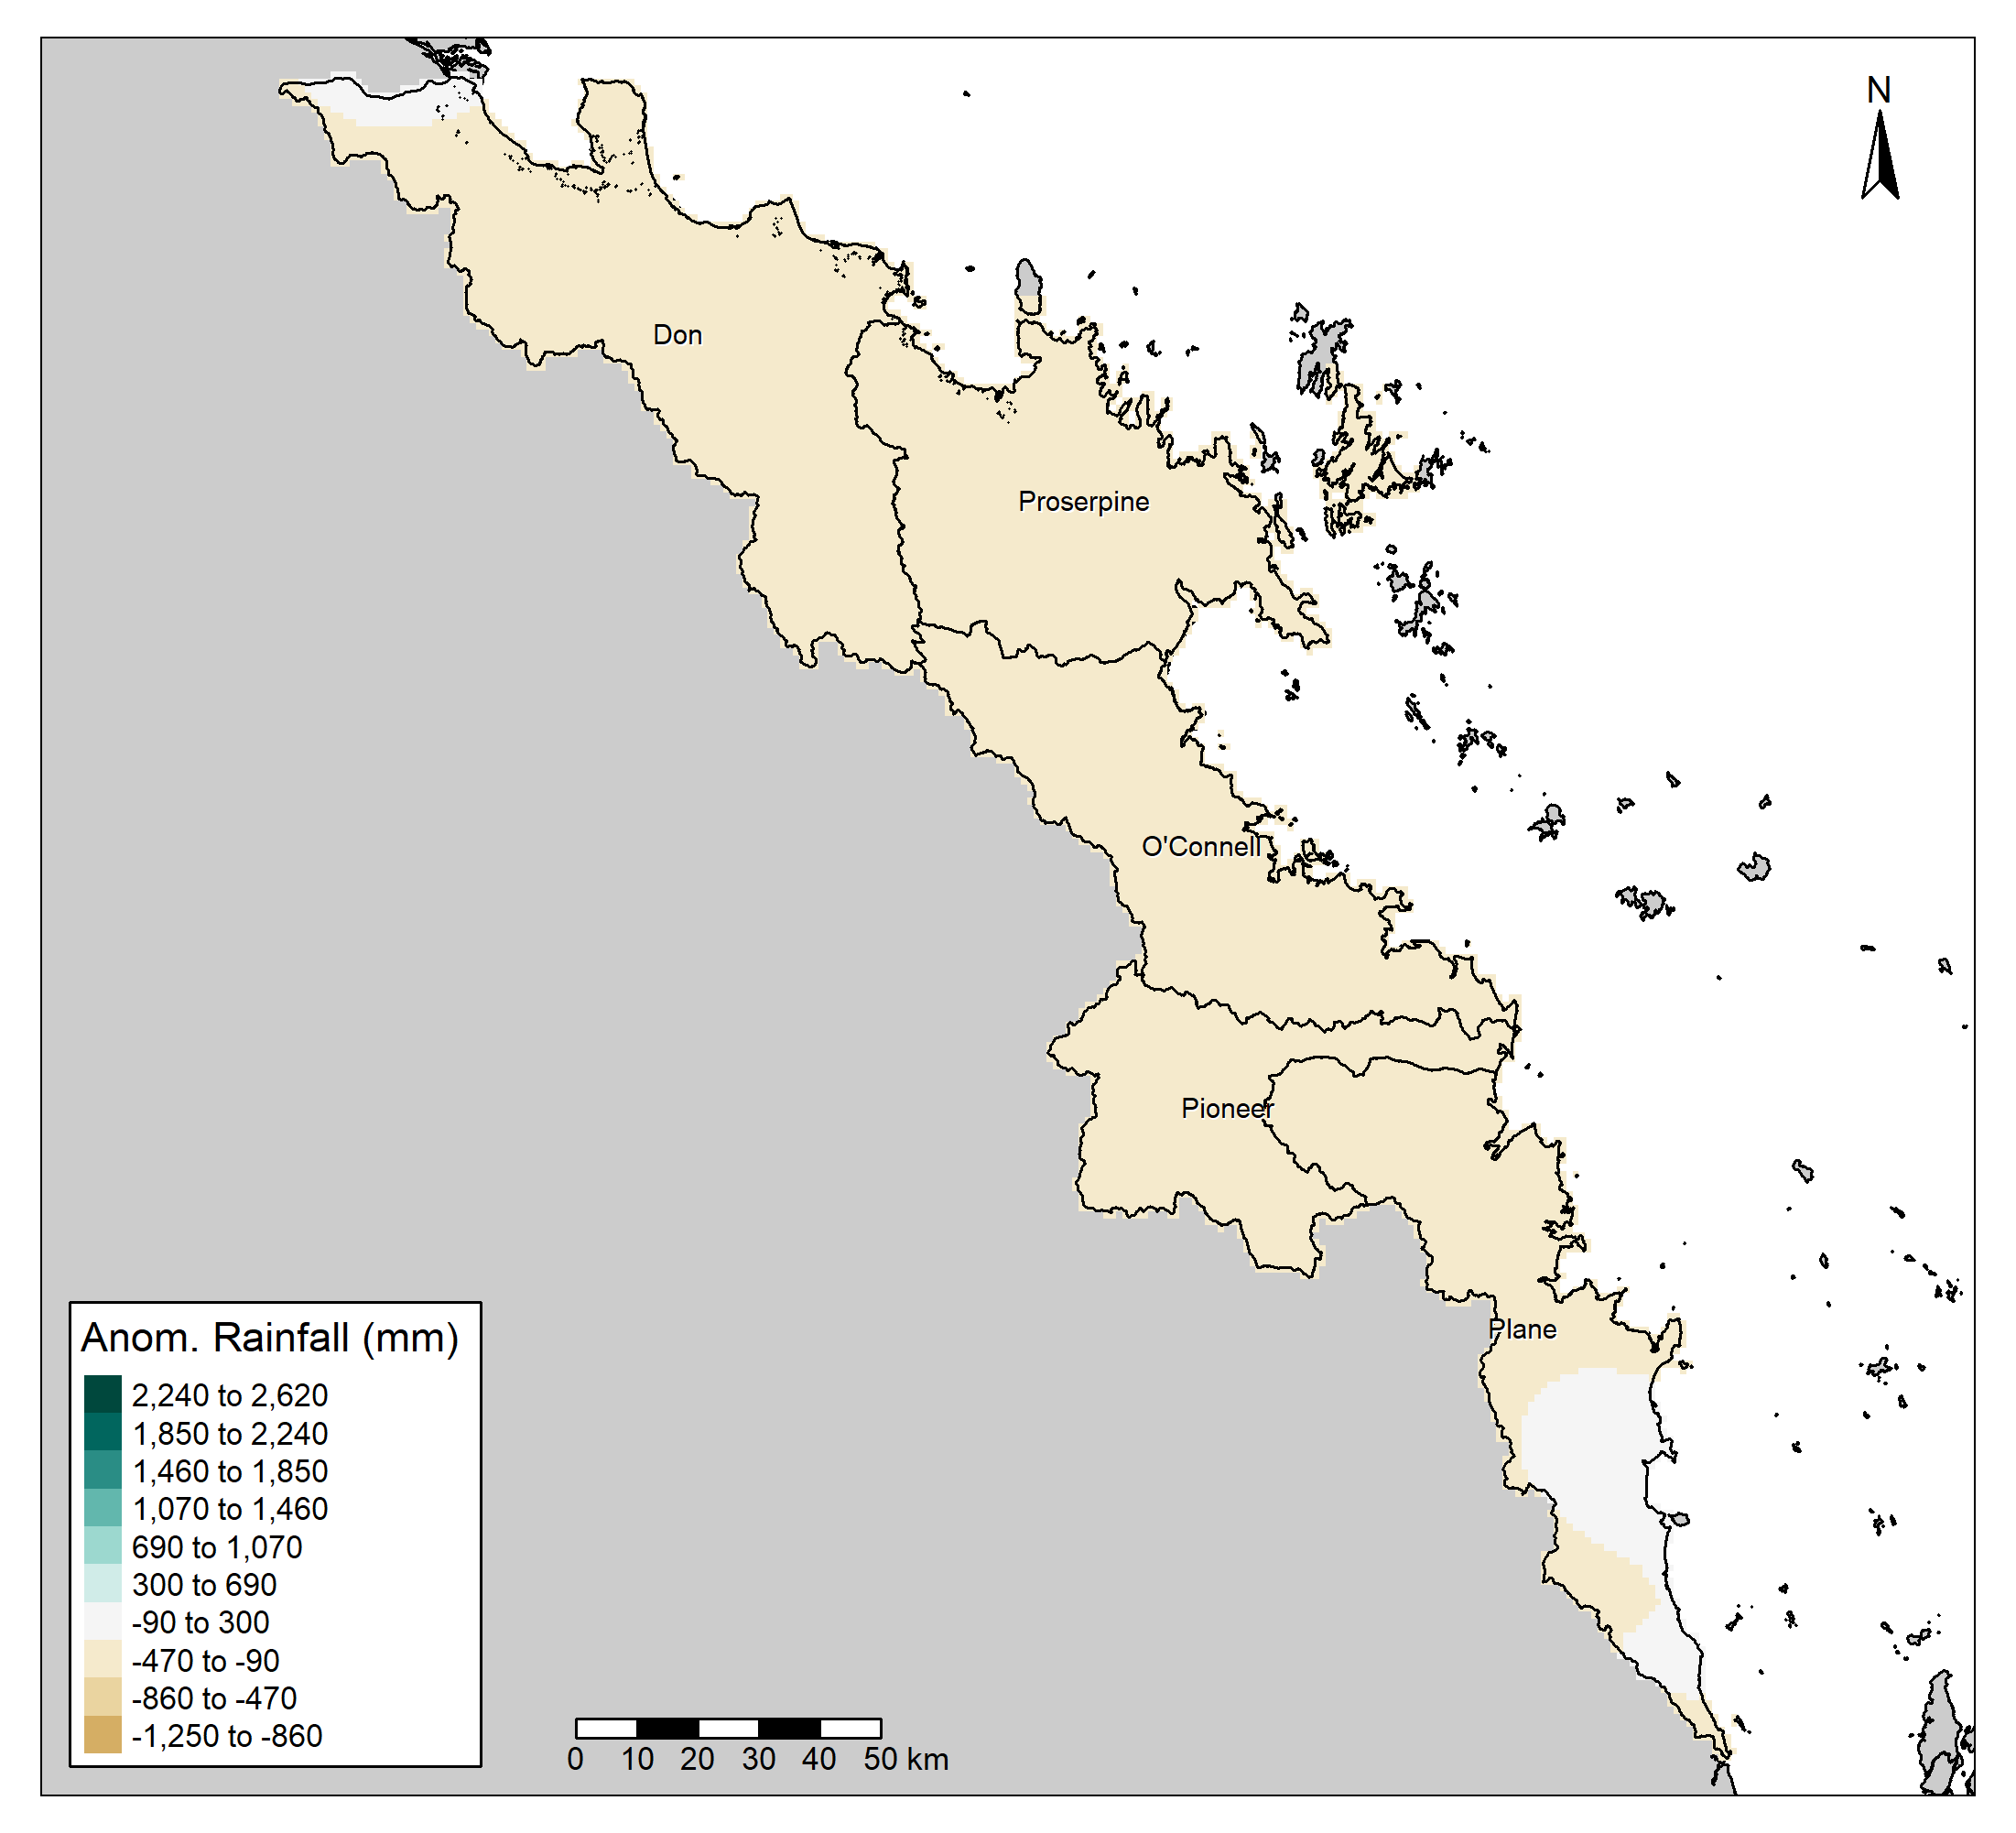 N
Don
Proserpine
O'Connell
Pioneer
Plane
Anom. Rainfall (mm)
2,240 to 2,620
1,850 to 2,240
1,460 to 1,850
1,070 to 1,460
690 to 1,070
300 to 690
-90 to 300
-470 to -90
-860 to -470
-1,250 to -860
0 10 20 30 40 50 km